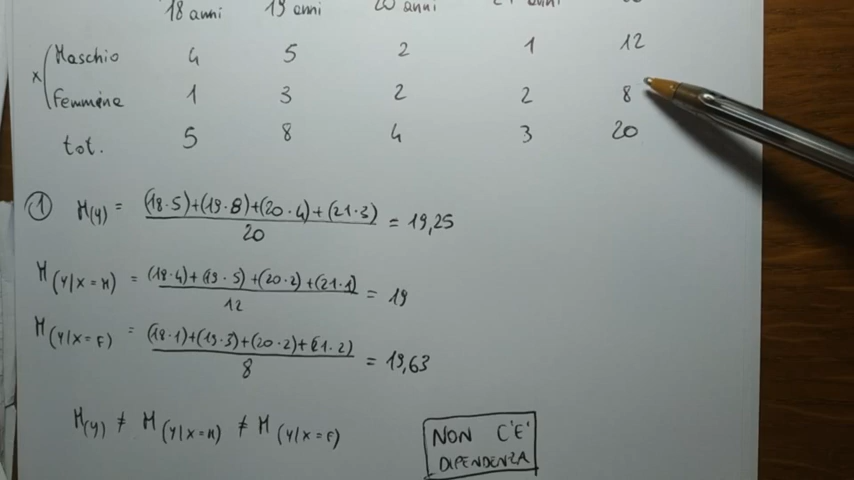 18 anni 19 anni 20 anni anni
x Maschio 4 5 2 1 12
Femmine 1 3 2 2 8
tot. 5 8 4 3 20
① M(y) = (18·5)+(19·8)+(20·4)+(21·3) / 20 = 19,25
M(Y/X=M) = (18·4)+(19·5)+(20·2)+(21·1) / 12 = 19
M(Y/X=F) = (18·1)+(19·3)+(20·2)+(21·2) / 8 = 19,63
M(y) ≠ M(Y/X=M) ≠ M(Y/X=F)
NON C'E'
DIPENDENZA